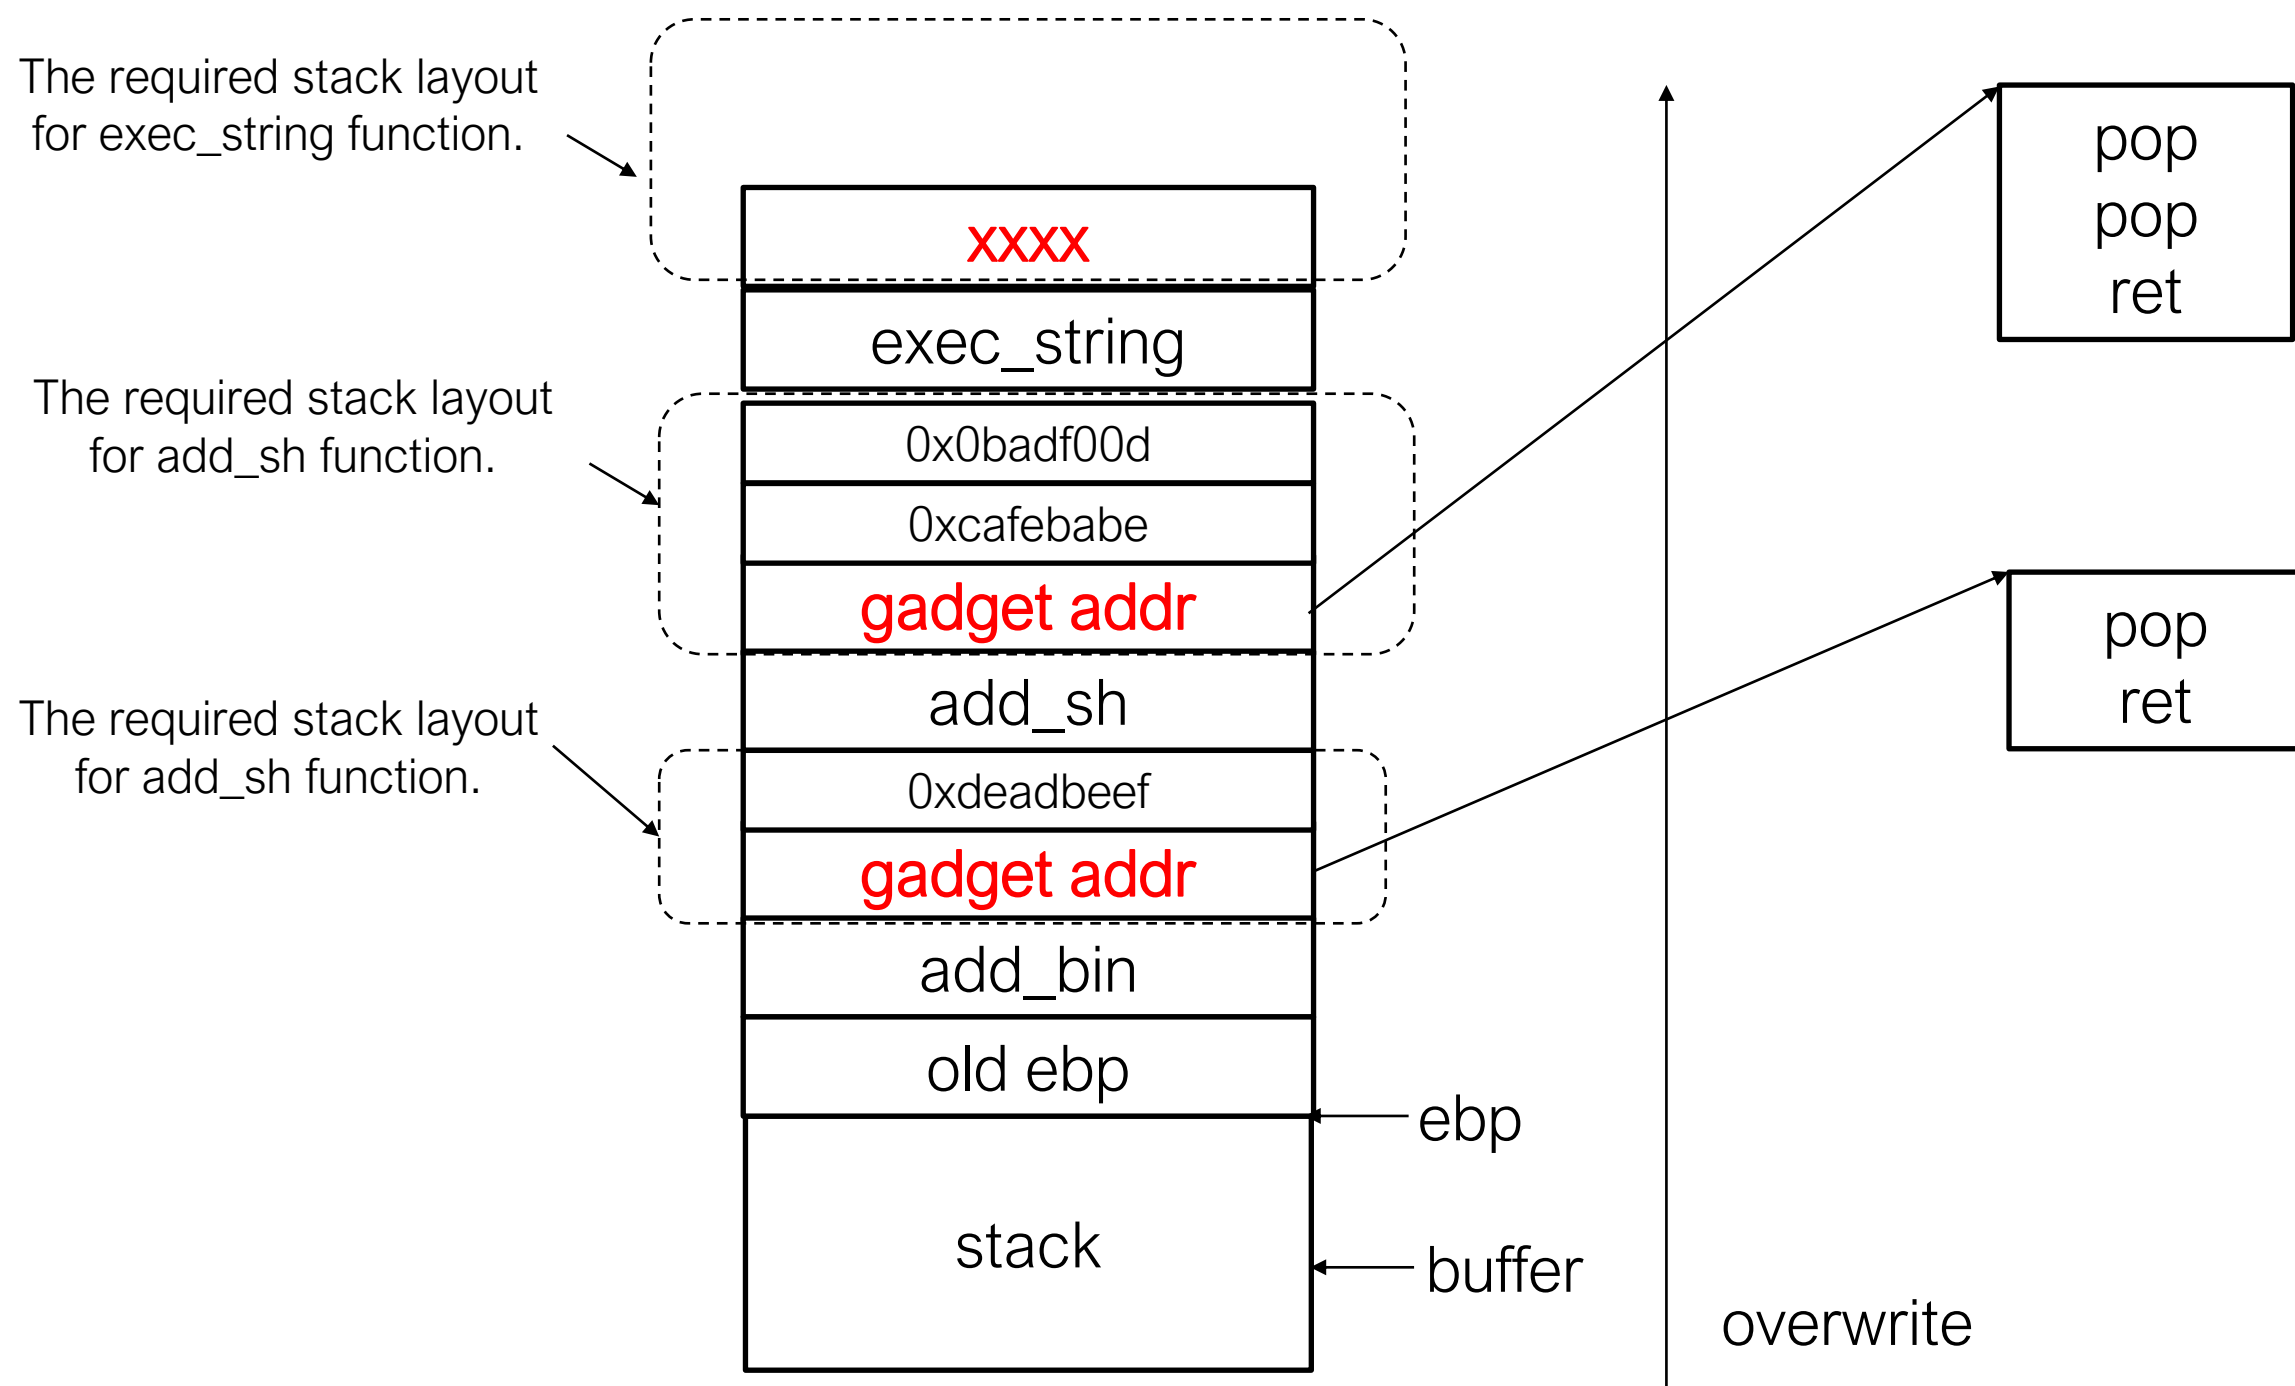 The required stack layout
for exec_string function.
xxxx
exec_string
The required stack layout
for add_sh function.
0x0badf00d
0xcafebabe
gadget addr
add_sh
The required stack layout
for add_sh function.
0xdeadbeef
gadget addr
add_bin
old ebp
ebp
stack
buffer
overwrite
pop
pop
ret
pop
ret